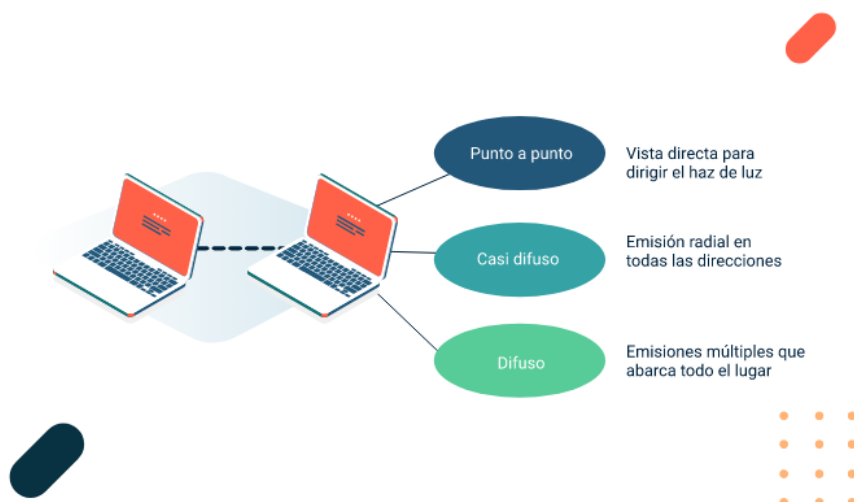 Punto a punto
Vista directa para
dirigir el haz de luz
Casi difuso
Emisión radial en
todas las direcciones
Difuso
Emisiones múltiples que
abarca todo el lugar